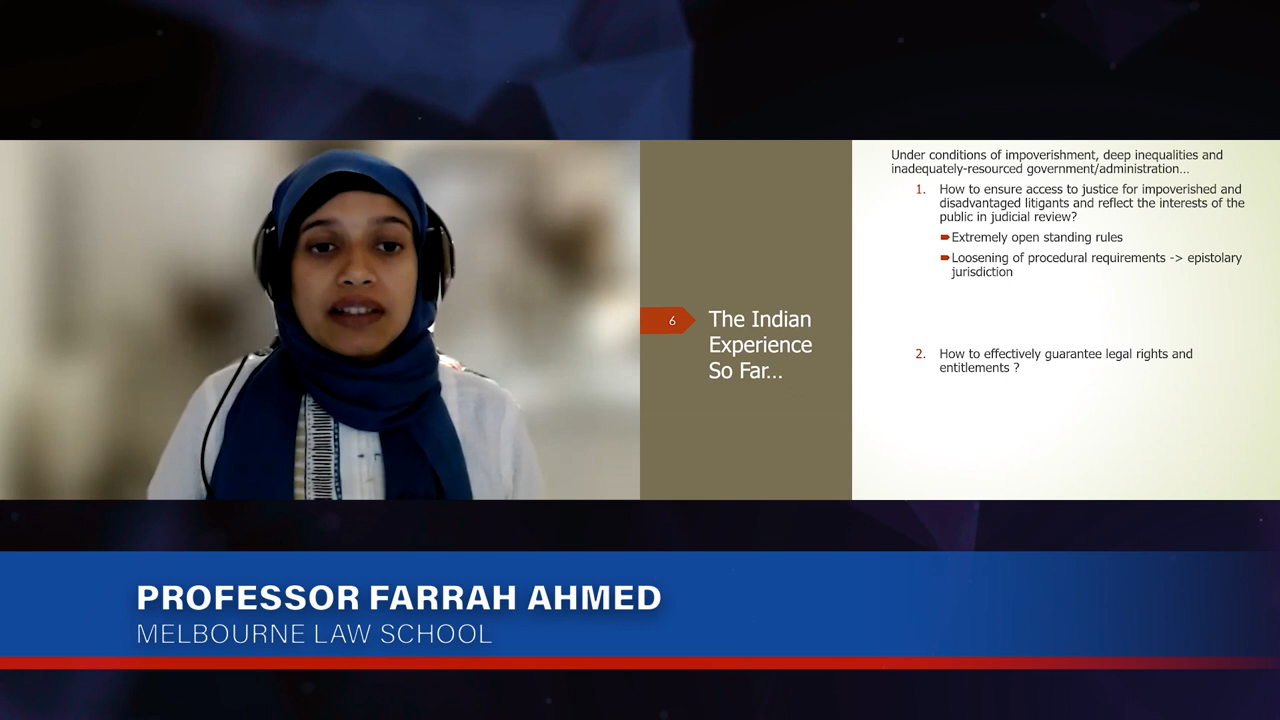 Under conditions of impoverishment, deep inequalities and
inadequately-resourced government/administration...
1. How to ensure access to justice for impoverished and
disadvantaged litigants and reflect the interests of the
public in judicial review?
Extremely open standing rules
Loosening of procedural requirements -> epistolary
jurisdiction
2. How to effectively guarantee legal rights and
entitlements ?
6
The Indian
Experience
So Far...
PROFESSOR FARRAH AHMED
MELBOURNE LAW SCHOOL